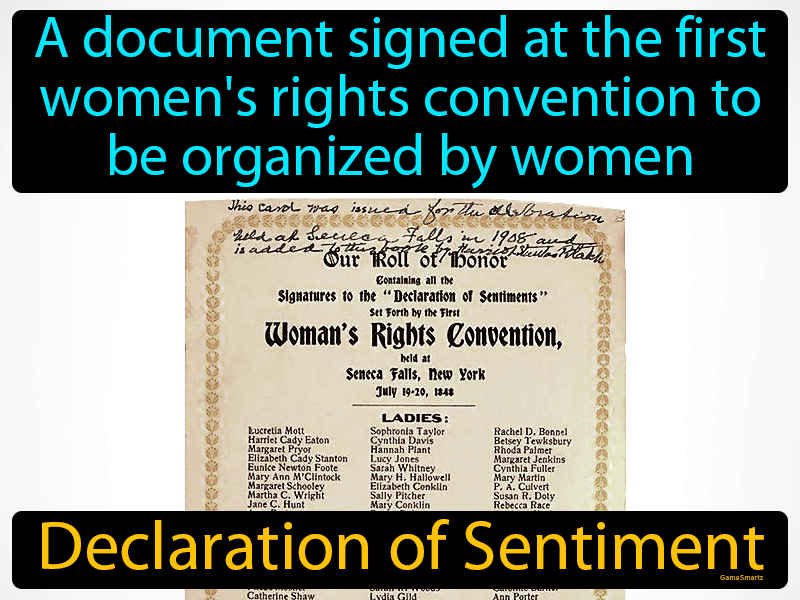 A document signed at the first
women's rights convention to
be organized by women
This card was issued for the celebration
held at Seneca Falls in 1908 and
is added to this book by
Our Roll of Honor
Containing all the
Signatures to the "Declaration of Sentiments"
Set Forth by the First
Woman's Rights Convention,
held at
Seneca Falls, New York
July 19-20, 1848
LADIES:
Lucretia Mott Sophronia Taylor Rachel D. Bonnel
Harriet Cady Eaton Cynthia Davis Betsey Tewksbury
Margaret Pryor Hannah Plant Rhoda Palmer
Elizabeth Cady Stanton Lucy Jones Margaret Jenkins
Eunice Newton Foote Sarah Whitney Cynthia Fuller
Mary Ann M'Clintock Mary H. Hallowell Mary Martin
Margaret Schooley Elizabeth Conklin P. A. Culvert
Martha C. Wright Sally Pitcher Susan R. Doty
Jane C. Hunt Mary Conklin Rebecca Race
Declaration of Sentiment
GameSmartz
Catherine Shaw Lydia Gild Ann Porter